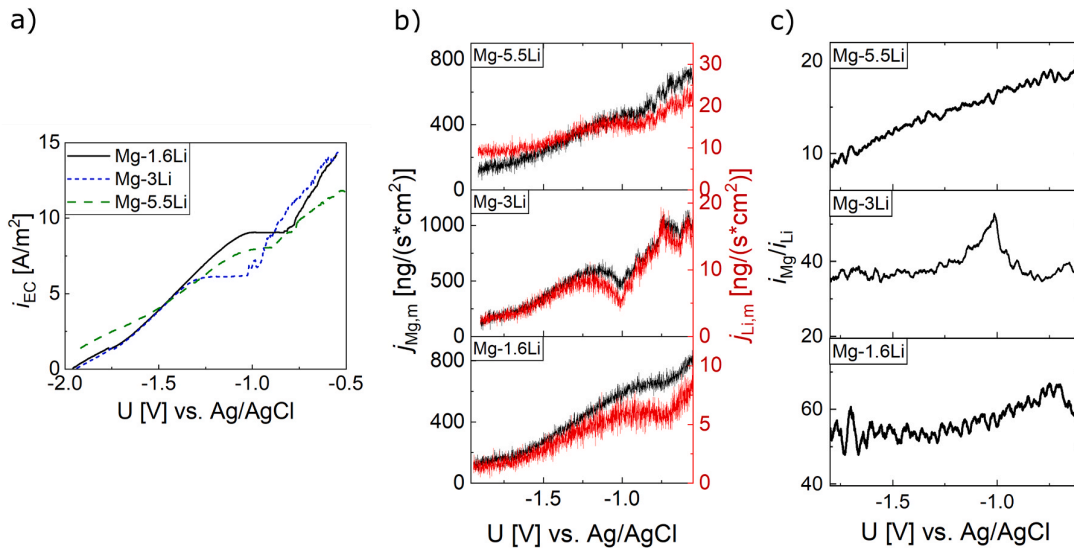 a)
15
10
5
0
i_EC [A/m²]
Mg-1.6Li
Mg-3Li
Mg-5.5Li
-2.0 -1.5 -1.0 -0.5
U [V] vs. Ag/AgCl
b)
Mg-5.5Li
800
400
0
30
20
10
0
Mg-3Li
1000
500
0
20
10
0
Mg-1.6Li
800
400
0
10
5
0
j_Mg,m [ng/(s*cm²)]
j_Li,m [ng/(s*cm²)]
-1.5 -1.0
U [V] vs. Ag/AgCl
c)
Mg-5.5Li
20
15
10
5
Mg-3Li
60
40
20
Mg-1.6Li
60
40
i_Mg/i_Li
-1.5 -1.0
U [V] vs. Ag/AgCl